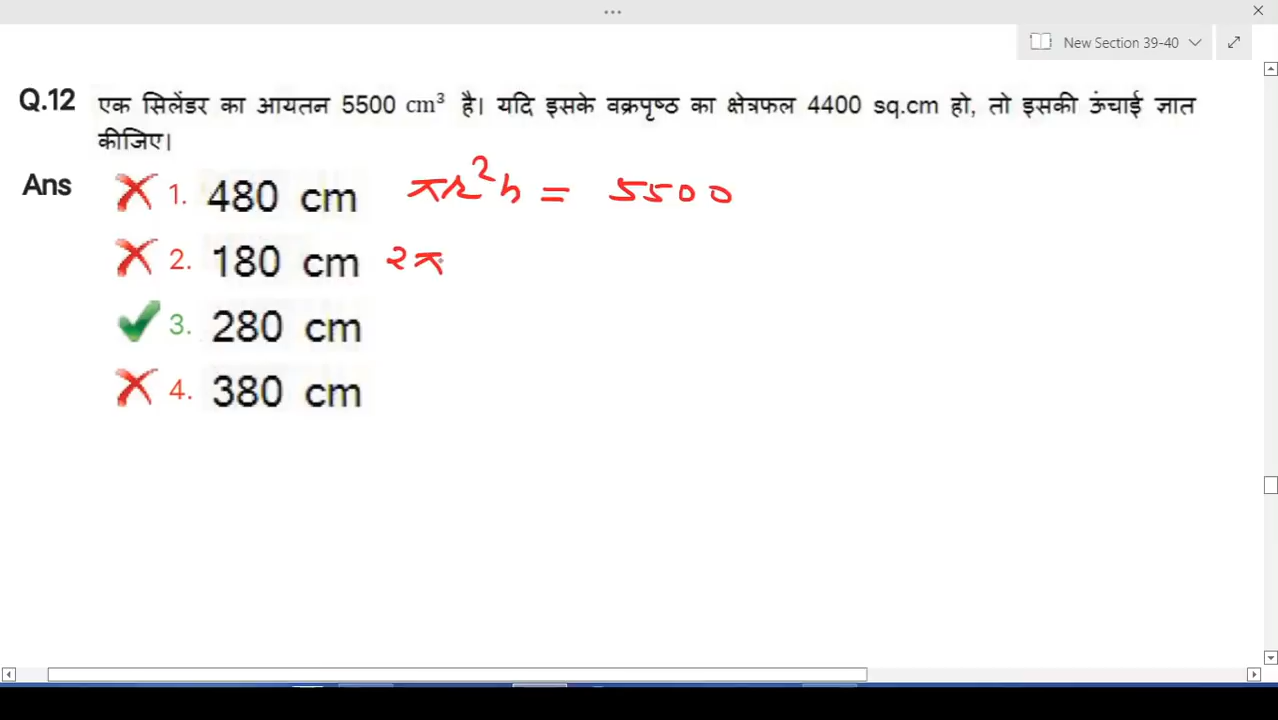 New Section 39-40
Q.12 एक सिलेंडर का आयतन 5500 cm³ है। यदि इसके वक्रपृष्ठ का क्षेत्रफल 4400 sq.cm हो, तो इसकी ऊंचाई ज्ञात
कीजिए।
Ans 1. 480 cm πr²h = 5500
2. 180 cm 2π
3. 280 cm
4. 380 cm